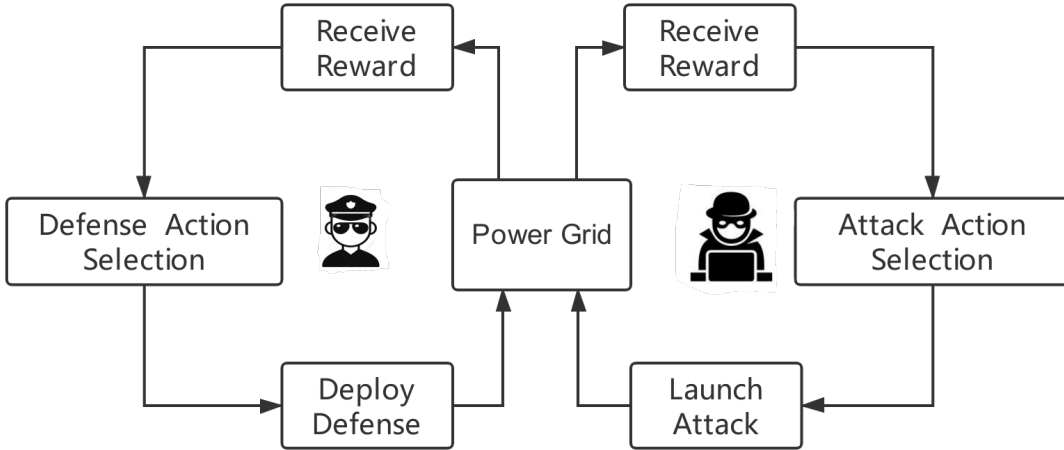 Receive
Reward
Receive
Reward
Defense Action
Selection
Power Grid
Attack Action
Selection
Deploy
Defense
Launch
Attack